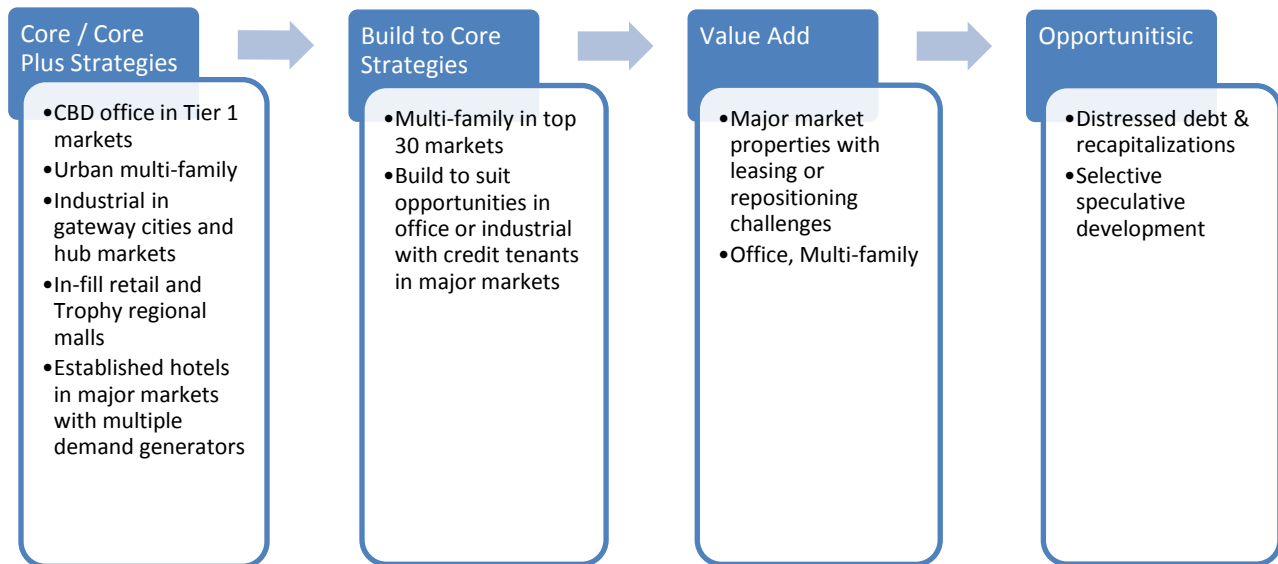 Core / Core
Plus Strategies
•CBD office in Tier 1
markets
•Urban multi-family
•Industrial in
gateway cities and
hub markets
•In-fill retail and
Trophy regional
malls
•Established hotels
in major markets
with multiple
demand generators
Build to Core
Strategies
•Multi-family in top
30 markets
•Build to suit
opportunities in
office or industrial
with credit tenants
in major markets
Value Add
•Major market
properties with
leasing or
repositioning
challenges
•Office, Multi-family
Opportunitisic
•Distressed debt &
recapitalizations
•Selective
speculative
development